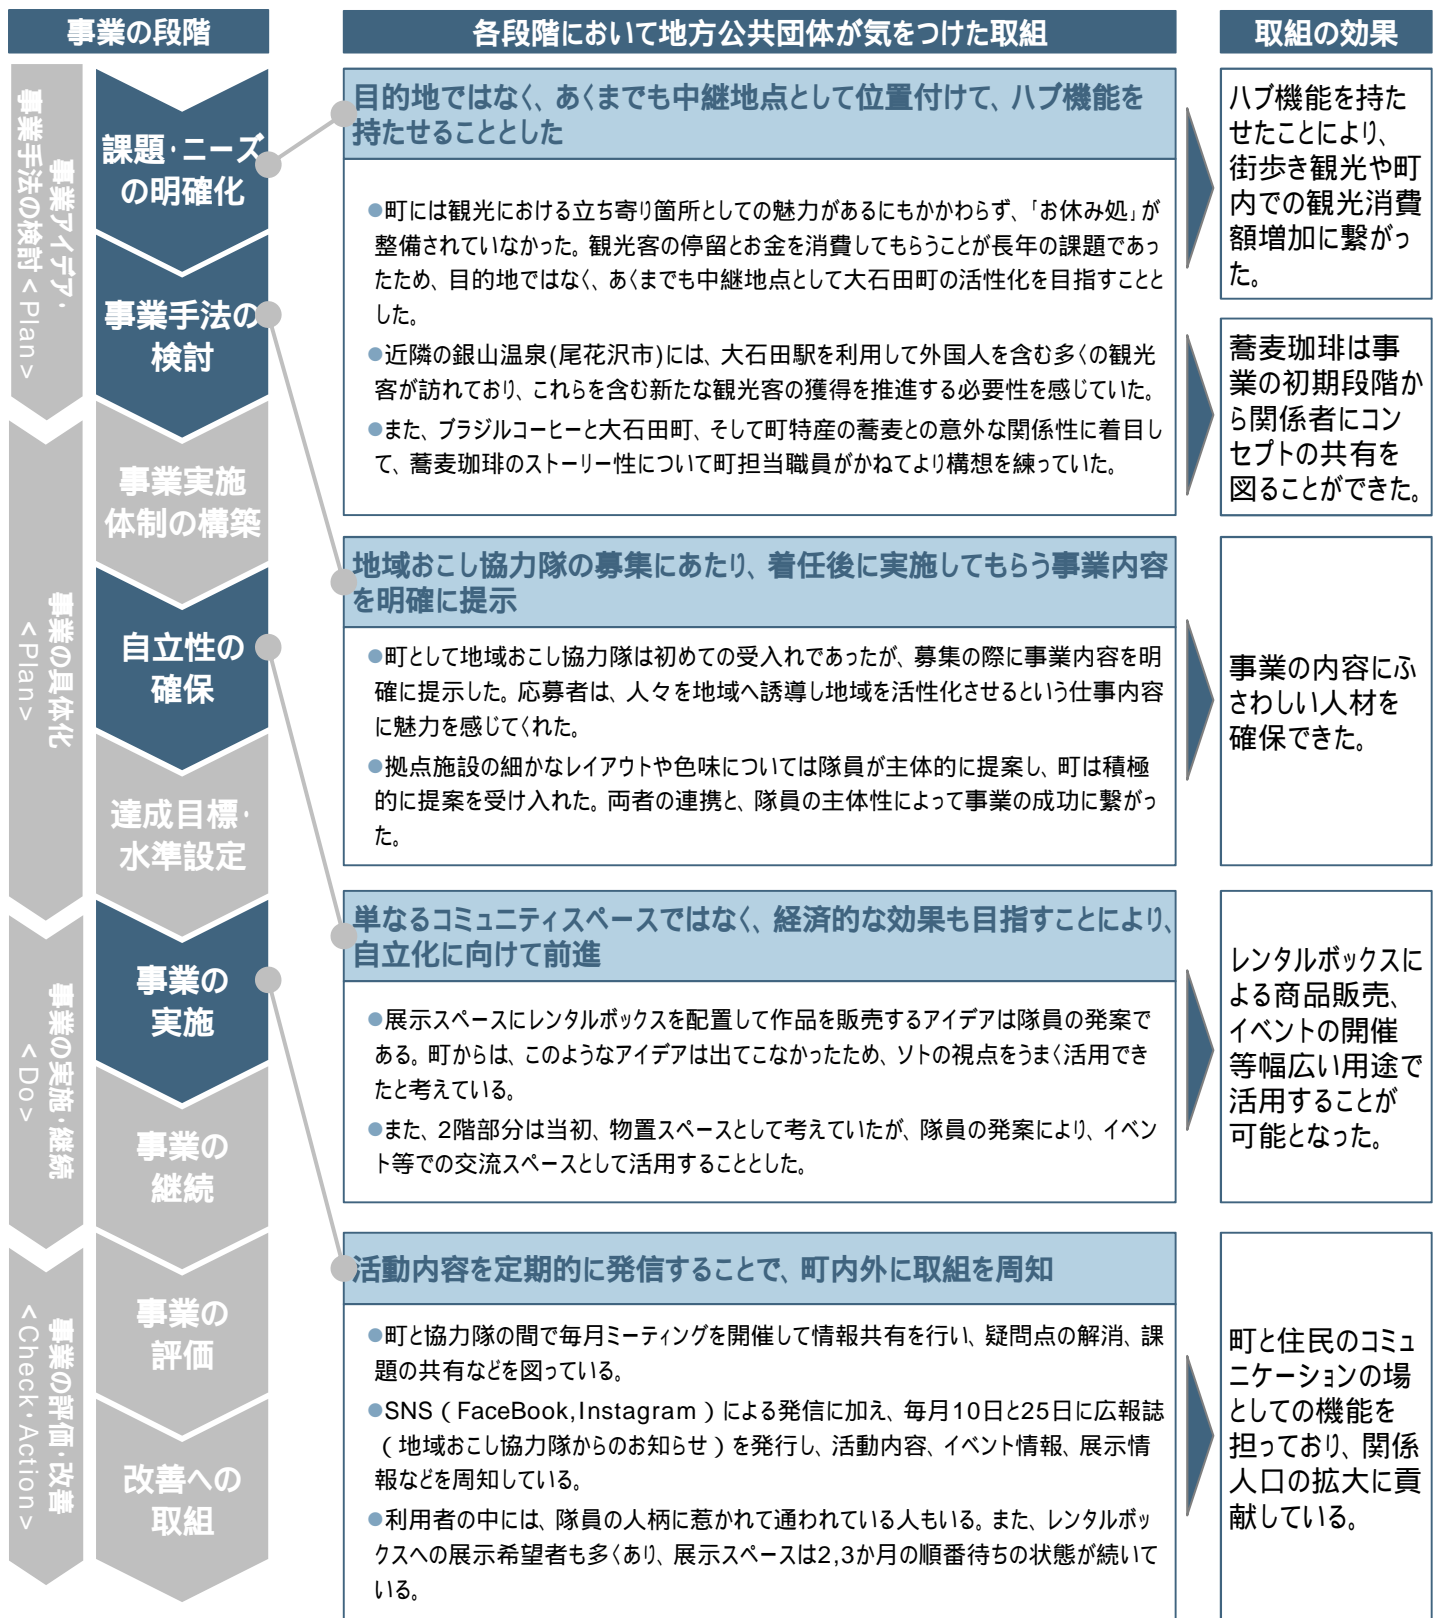 事業の段階
各段階において地方公共団体が気をつけた取組
取組の効果
事業アイデア・
事業手法の検討<Plan>
事業の具体化
<Plan>
事業の実施・継続
<Do>
事業の評価・改善
<Check・Action>
課題・ニーズ
の明確化
事業手法の
検討
事業実施
体制の構築
自立性の
確保
達成目標・
水準設定
事業の
実施
事業の
継続
事業の
評価
改善への
取組
目的地ではなく、あくまでも中継地点として位置付けて、ハブ機能を
持たせることとした
●町には観光における立ち寄り箇所としての魅力があるにもかかわらず、「お休み処」が
整備されていなかった。観光客の停留とお金を消費してもらうことが長年の課題であっ
たため、目的地ではなく、あくまでも中継地点として大石田町の活性化を目指すことと
した。
●近隣の銀山温泉(尾花沢市)には、大石田駅を利用して外国人を含む多くの観光
客が訪れており、これらを含む新たな観光客の獲得を推進する必要性を感じていた。
●また、ブラジルコーヒーと大石田町、そして町特産の蕎麦との意外な関係性に着目し
て、蕎麦珈琲のストーリー性について町担当職員がかねてより構想を練っていた。
ハブ機能を持た
せたことにより、
街歩き観光や町
内での観光消費
額増加に繋がっ
た。
蕎麦珈琲は事
業の初期段階か
ら関係者にコン
セプトの共有を
図ることができた。
地域おこし協力隊の募集にあたり、着任後に実施してもらう事業内容
を明確に提示
●町として地域おこし協力隊は初めての受入れであったが、募集の際に事業内容を明
確に提示した。応募者は、人々を地域へ誘導し地域を活性化させるという仕事内容
に魅力を感じてくれた。
●拠点施設の細かなレイアウトや色味については隊員が主体的に提案し、町は積極
的に提案を受け入れた。両者の連携と、隊員の主体性によって事業の成功に繋がっ
た。
事業の内容にふ
さわしい人材を
確保できた。
単なるコミュニティスペースではなく、経済的な効果も目指すことにより、
自立化に向けて前進
●展示スペースにレンタルボックスを配置して作品を販売するアイデアは隊員の発案で
ある。町からは、このようなアイデアは出てこなかったため、ソトの視点をうまく活用でき
たと考えている。
●また、2階部分は当初、物置スペースとして考えていたが、隊員の発案により、イベン
ト等での交流スペースとして活用することとした。
レンタルボックスに
よる商品販売、
イベントの開催
等幅広い用途で
活用することが
可能となった。
活動内容を定期的に発信することで、町内外に取組を周知
●町と協力隊の間で毎月ミーティングを開催して情報共有を行い、疑問点の解消、課
題の共有などを図っている。
●SNS（FaceBook,Instagram）による発信に加え、毎月10日と25日に広報誌
（地域おこし協力隊からのお知らせ）を発行し、活動内容、イベント情報、展示情
報などを周知している。
●利用者の中には、隊員の人柄に惹かれて通われている人もいる。また、レンタルボッ
クスへの展示希望者も多くあり、展示スペースは2,3か月の順番待ちの状態が続いて
いる。
町と住民のコミュ
ニケーションの場
としての機能を
担っており、関係
人口の拡大に貢
献している。